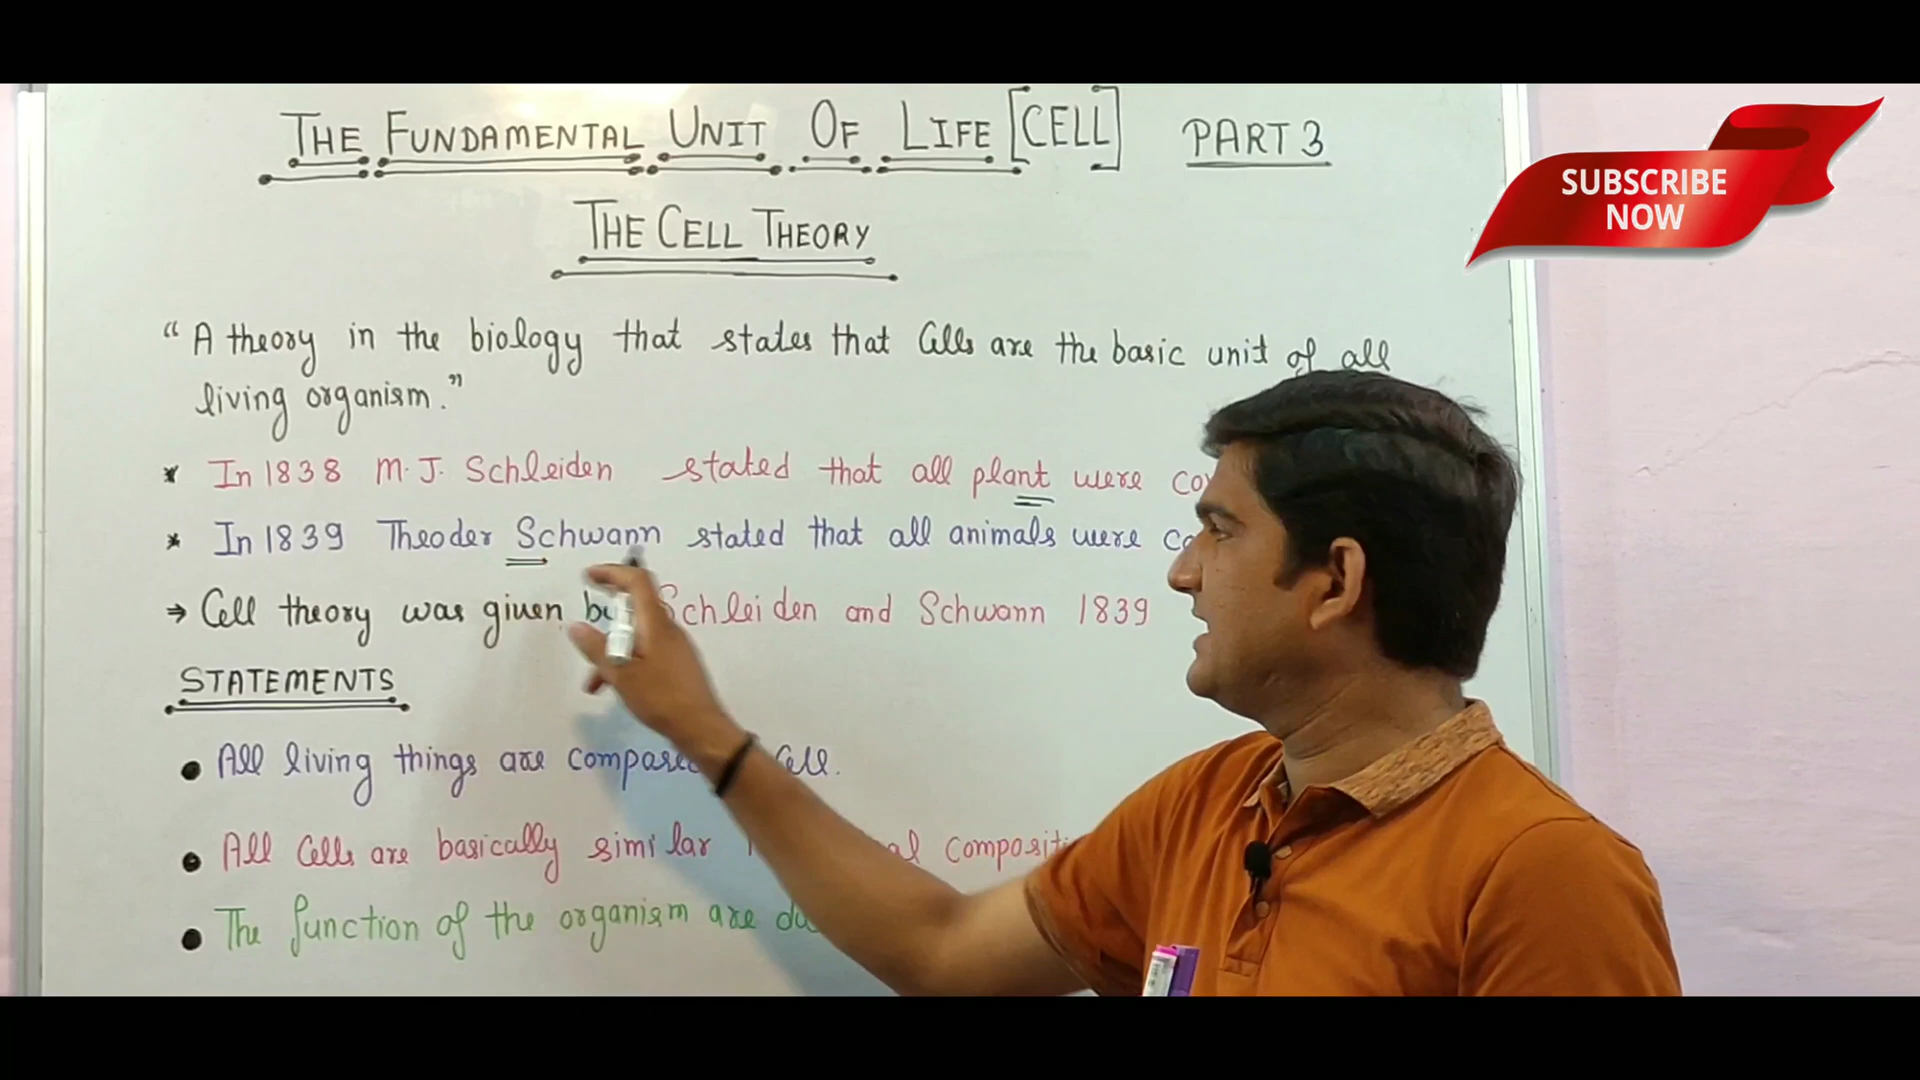 THE FUNDAMENTAL UNIT OF LIFE [CELL] PART 3
SUBSCRIBE
NOW
THE CELL THEORY
“A theory in the biology that states that Cells are the basic unit of all
living organism.”
* In 1838 M.J. Schleiden stated that all plant were
* In 1839 Theoder Schwann stated that all animals were
→ Cell theory was given by Schleiden and Schwann 1839
STATEMENTS
• All living things are compared Cell.
• All Cells are basically similar
• The function of the organism are